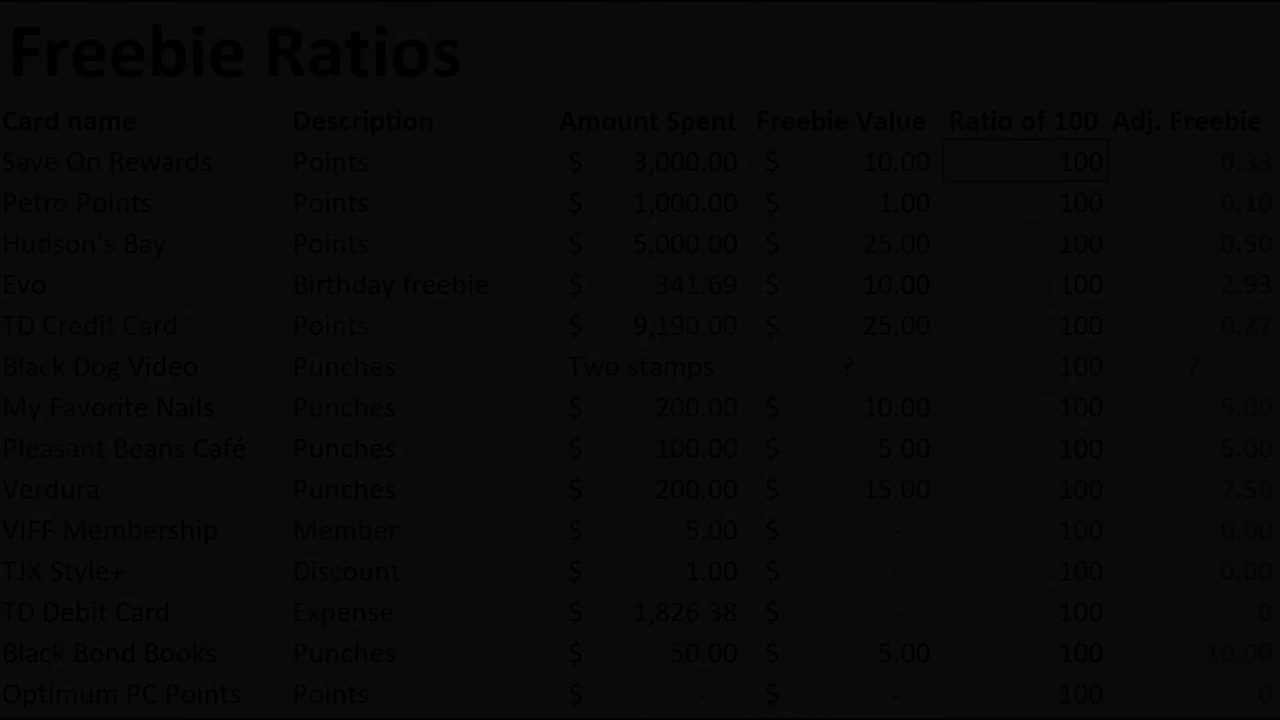 Freebie Ratios
Card name Description Amount Spent Freebie Value Ratio of 100 Adj. Freebie
Save On Rewards Points $ 3,000.00 $ 10.00 100 0.33
Petro Points Points $ 1,000.00 $ 1.00 100 0.10
Hudson's Bay Points $ 5,000.00 $ 25.00 100 0.50
Evo Birthday freebie $ 341.69 $ 10.00 100 2.93
TD Credit Card Points $ 9,190.00 $ 25.00 100 0.27
Black Dog Video Punches Two stamps ? 100 ?
My Favorite Nails Punches $ 200.00 $ 10.00 100 5.00
Pleasant Beans Café Punches $ 100.00 $ 5.00 100 5.00
Verdura Punches $ 200.00 $ 15.00 100 7.50
VIFF Membership Member $ 5.00 $ - 100 0.00
TJX Style+ Discount $ 1.00 $ - 100 0.00
TD Debit Card Expense $ 1,826.38 $ - 100 0
Black Bond Books Punches $ 50.00 $ 5.00 100 10.00
Optimum PC Points Points $ - $ - 100 0